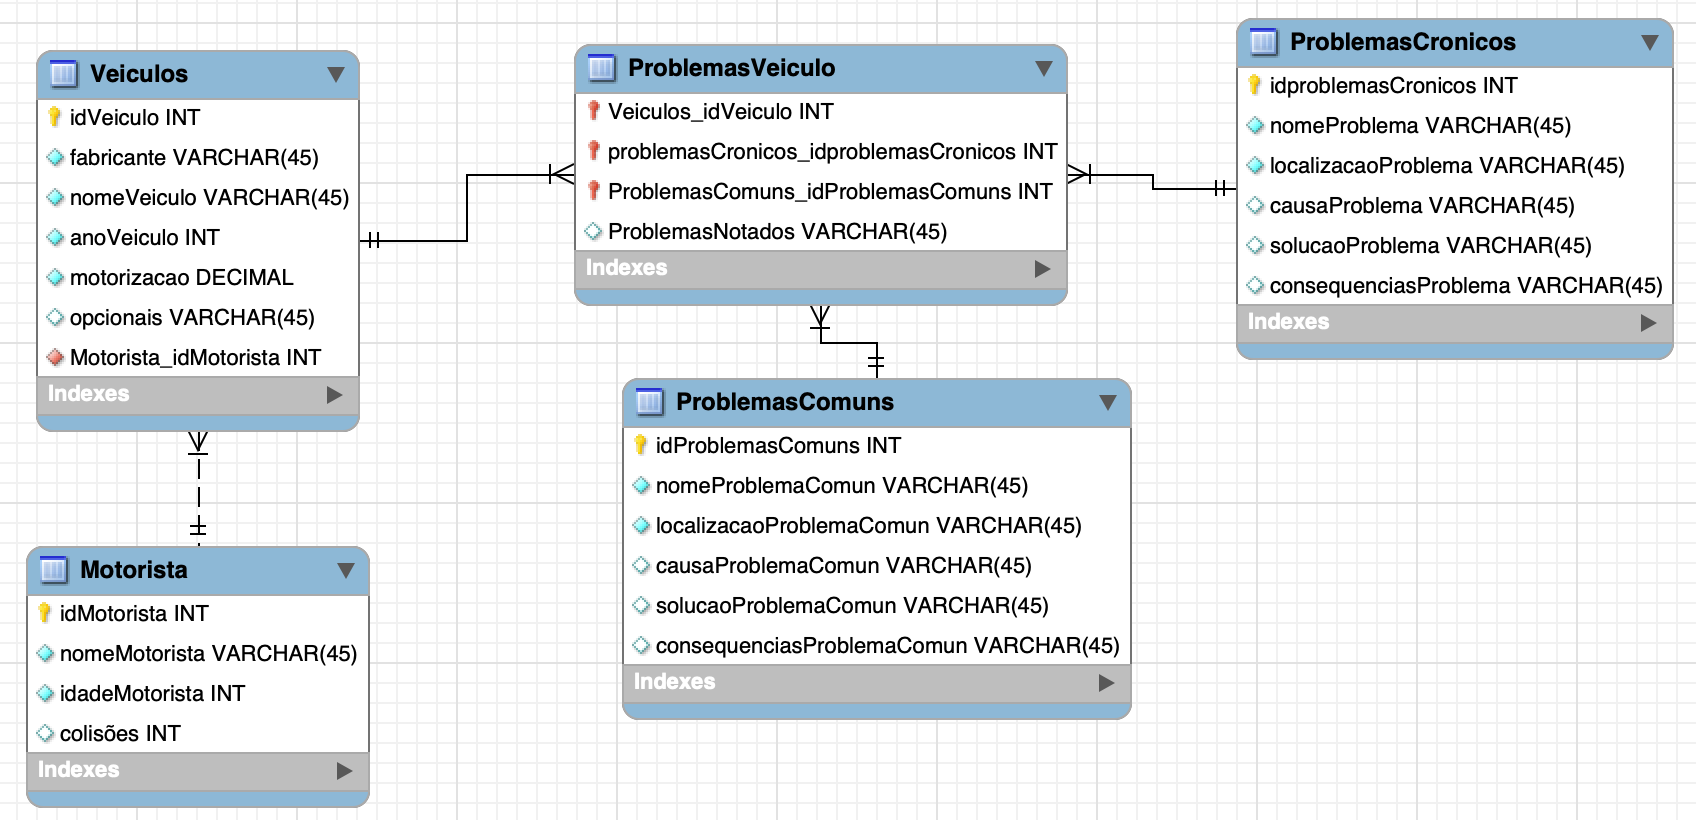 Veiculos
idVeiculo INT
fabricante VARCHAR(45)
nomeVeiculo VARCHAR(45)
anoVeiculo INT
motorizacao DECIMAL
opcionais VARCHAR(45)
Motorista_idMotorista INT
Indexes
ProblemasVeiculo
Veiculos_idVeiculo INT
problemasCronicos_idproblemasCronicos INT
ProblemasComuns_idProblemasComuns INT
ProblemasNotados VARCHAR(45)
Indexes
ProblemasCronicos
idproblemasCronicos INT
nomeProblema VARCHAR(45)
localizacaoProblema VARCHAR(45)
causaProblema VARCHAR(45)
solucaoProblema VARCHAR(45)
consequenciasProblema VARCHAR(45)
Indexes
Motorista
idMotorista INT
nomeMotorista VARCHAR(45)
idadeMotorista INT
colisões INT
Indexes
ProblemasComuns
idProblemasComuns INT
nomeProblemaComun VARCHAR(45)
localizacaoProblemaComun VARCHAR(45)
causaProblemaComun VARCHAR(45)
solucaoProblemaComun VARCHAR(45)
consequenciasProblemaComun VARCHAR(45)
Indexes